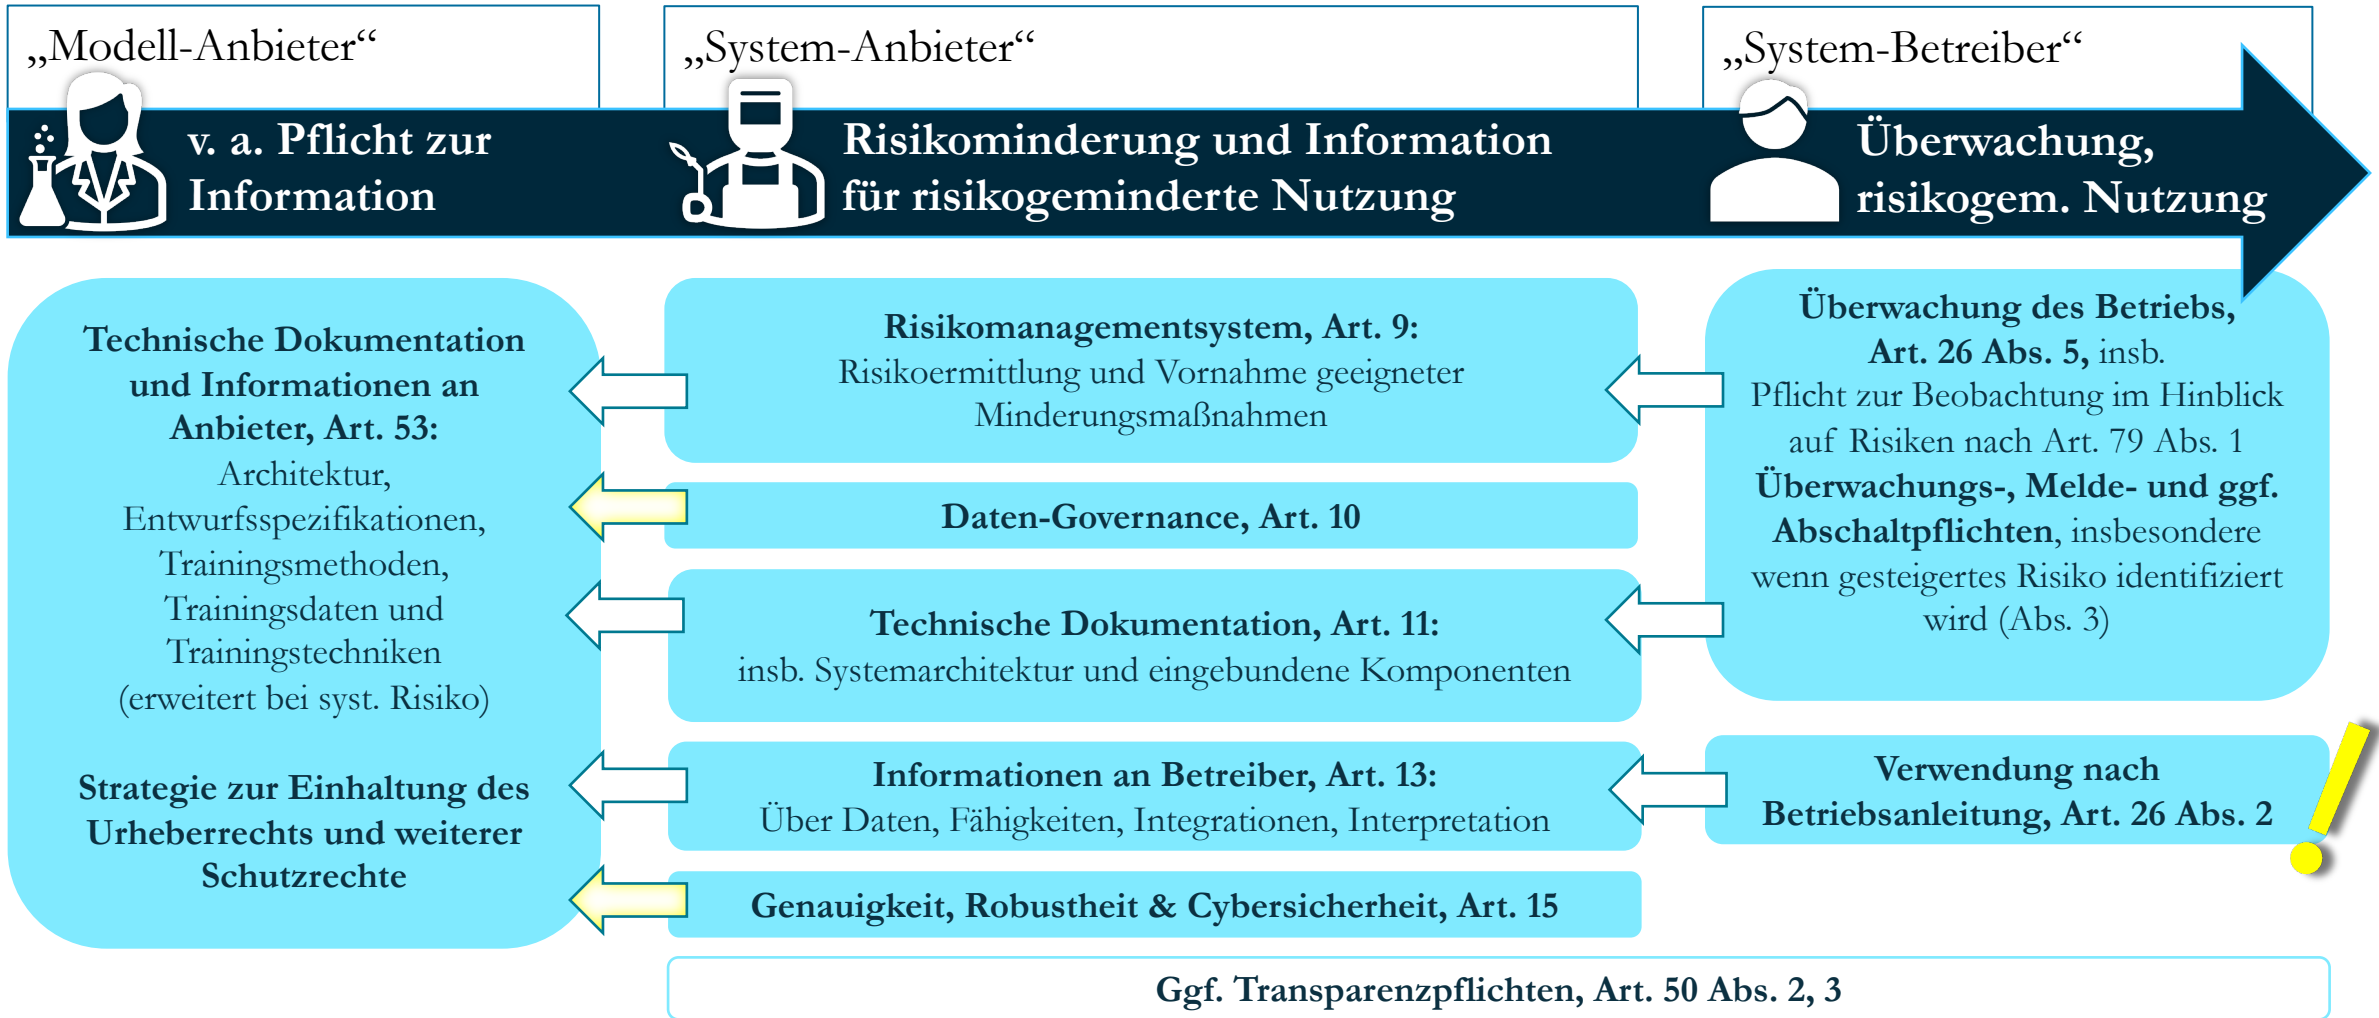 „Modell-Anbieter“
„System-Anbieter“
„System-Betreiber“
v. a. Pflicht zur
Information
Risikominderung und Information
für risikogeminderte Nutzung
Überwachung,
risikogem. Nutzung
Technische Dokumentation
und Informationen an
Anbieter, Art. 53:
Architektur,
Entwurfsspezifikationen,
Trainingsmethoden,
Trainingsdaten und
Trainingstechniken
(erweitert bei syst. Risiko)
Strategie zur Einhaltung des
Urheberrechts und weiterer
Schutzrechte
Risikomanagementsystem, Art. 9:
Risikoermittlung und Vornahme geeigneter
Minderungsmaßnahmen
Daten-Governance, Art. 10
Technische Dokumentation, Art. 11:
insb. Systemarchitektur und eingebundene Komponenten
Informationen an Betreiber, Art. 13:
Über Daten, Fähigkeiten, Integrationen, Interpretation
Genauigkeit, Robustheit & Cybersicherheit, Art. 15
Überwachung des Betriebs,
Art. 26 Abs. 5, insb.
Pflicht zur Beobachtung im Hinblick
auf Risiken nach Art. 79 Abs. 1
Überwachungs-, Melde- und ggf.
Abschaltpflichten, insbesondere
wenn gesteigertes Risiko identifiziert
wird (Abs. 3)
Verwendung nach
Betriebsanleitung, Art. 26 Abs. 2
Ggf. Transparenzpflichten, Art. 50 Abs. 2, 3